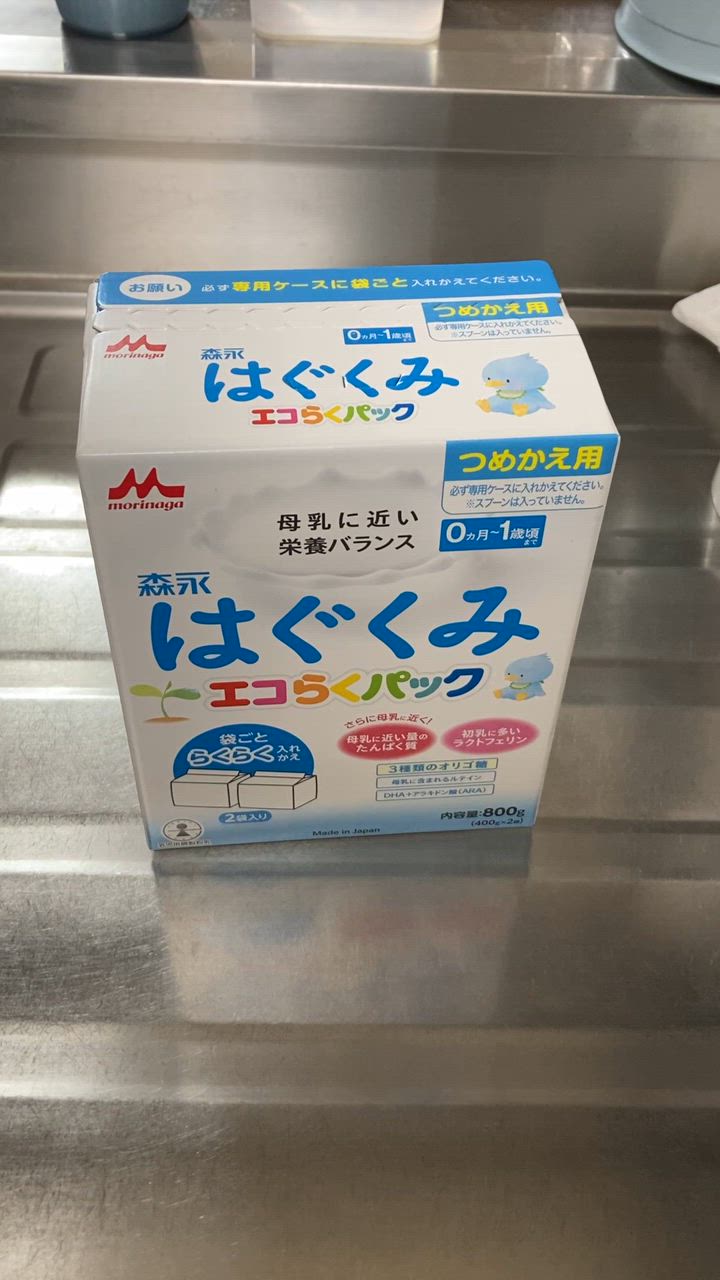 お願い 必ず専用ケースに袋ごと入れかえてください。
つめかえ用
必ず専用ケースに入れかえてください。
※スプーンは入っていません。
morinaga
0ヵ月~1歳頃まで
森永
はぐくみ
エコらくパック
つめかえ用
必ず専用ケースに入れかえてください。
※スプーンは入っていません。
morinaga
母乳に近い
栄養バランス
0ヵ月~1歳頃まで
森永
はぐくみ
エコらくパック
袋ごと
らくらく入れかえ
2袋入り
さらに母乳に近く!
母乳に近い量の
たんぱく質
初乳に多い
ラクトフェリン
3種類のオリゴ糖
母乳に含まれるルテイン
DHA+アラキドン酸(ARA)
内容量:800g
(400g×2袋)
Made in Japan